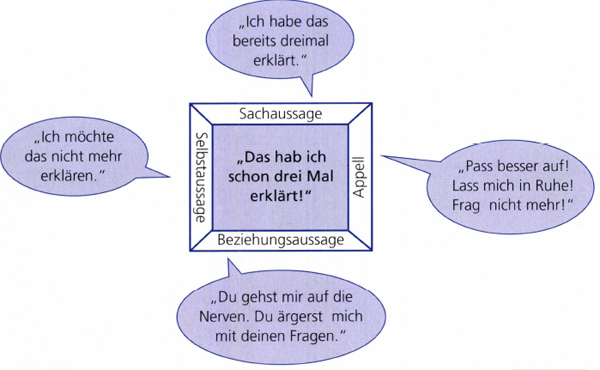 „Ich habe das
bereits dreimal
erklärt.“
Sachaussage
„Ich möchte
das nicht mehr
erklären.“
Selbstaussage
„Das hab ich
schon drei Mal
erklärt!“
Appell
„Pass besser auf!
Lass mich in Ruhe!
Frag nicht mehr!“
Beziehungsaussage
„Du gehst mir auf die
Nerven. Du ärgerst mich
mit deinen Fragen.“